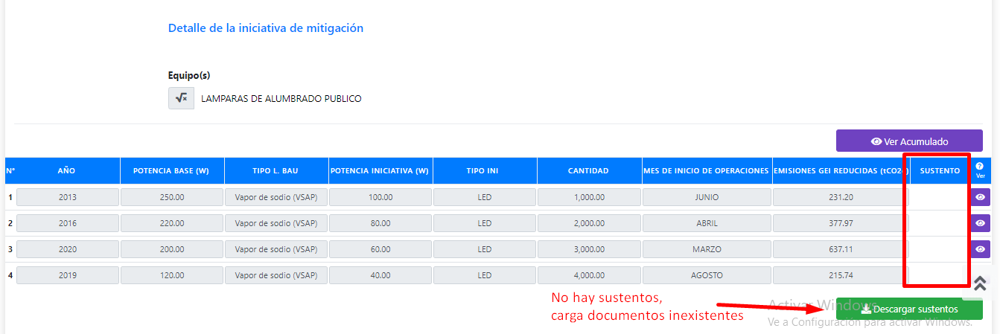 Detalle de la iniciativa de mitigación
Equipo(s)
√x LAMPARAS DE ALUMBRADO PUBLICO
Ver Acumulado
N° AÑO POTENCIA BASE (W) TIPO L. BAU POTENCIA INICIATIVA (W) TIPO INI CANTIDAD MES DE INICIO DE OPERACIONES EMISIONES GEI REDUCIDAS (tCO2e) SUSTENTO Ver
1 2013 250.00 Vapor de sodio (VSAP) 100.00 LED 1,000.00 JUNIO 231.20
2 2016 220.00 Vapor de sodio (VSAP) 80.00 LED 2,000.00 ABRIL 377.97
3 2020 200.00 Vapor de sodio (VSAP) 60.00 LED 3,000.00 MARZO 637.11
4 2019 120.00 Vapor de sodio (VSAP) 40.00 LED 4,000.00 AGOSTO 215.74
No hay sustentos,
carga documentos inexistentes
Activar Windows
Descargar sustentos
Ve a Configuración para activar Windows.